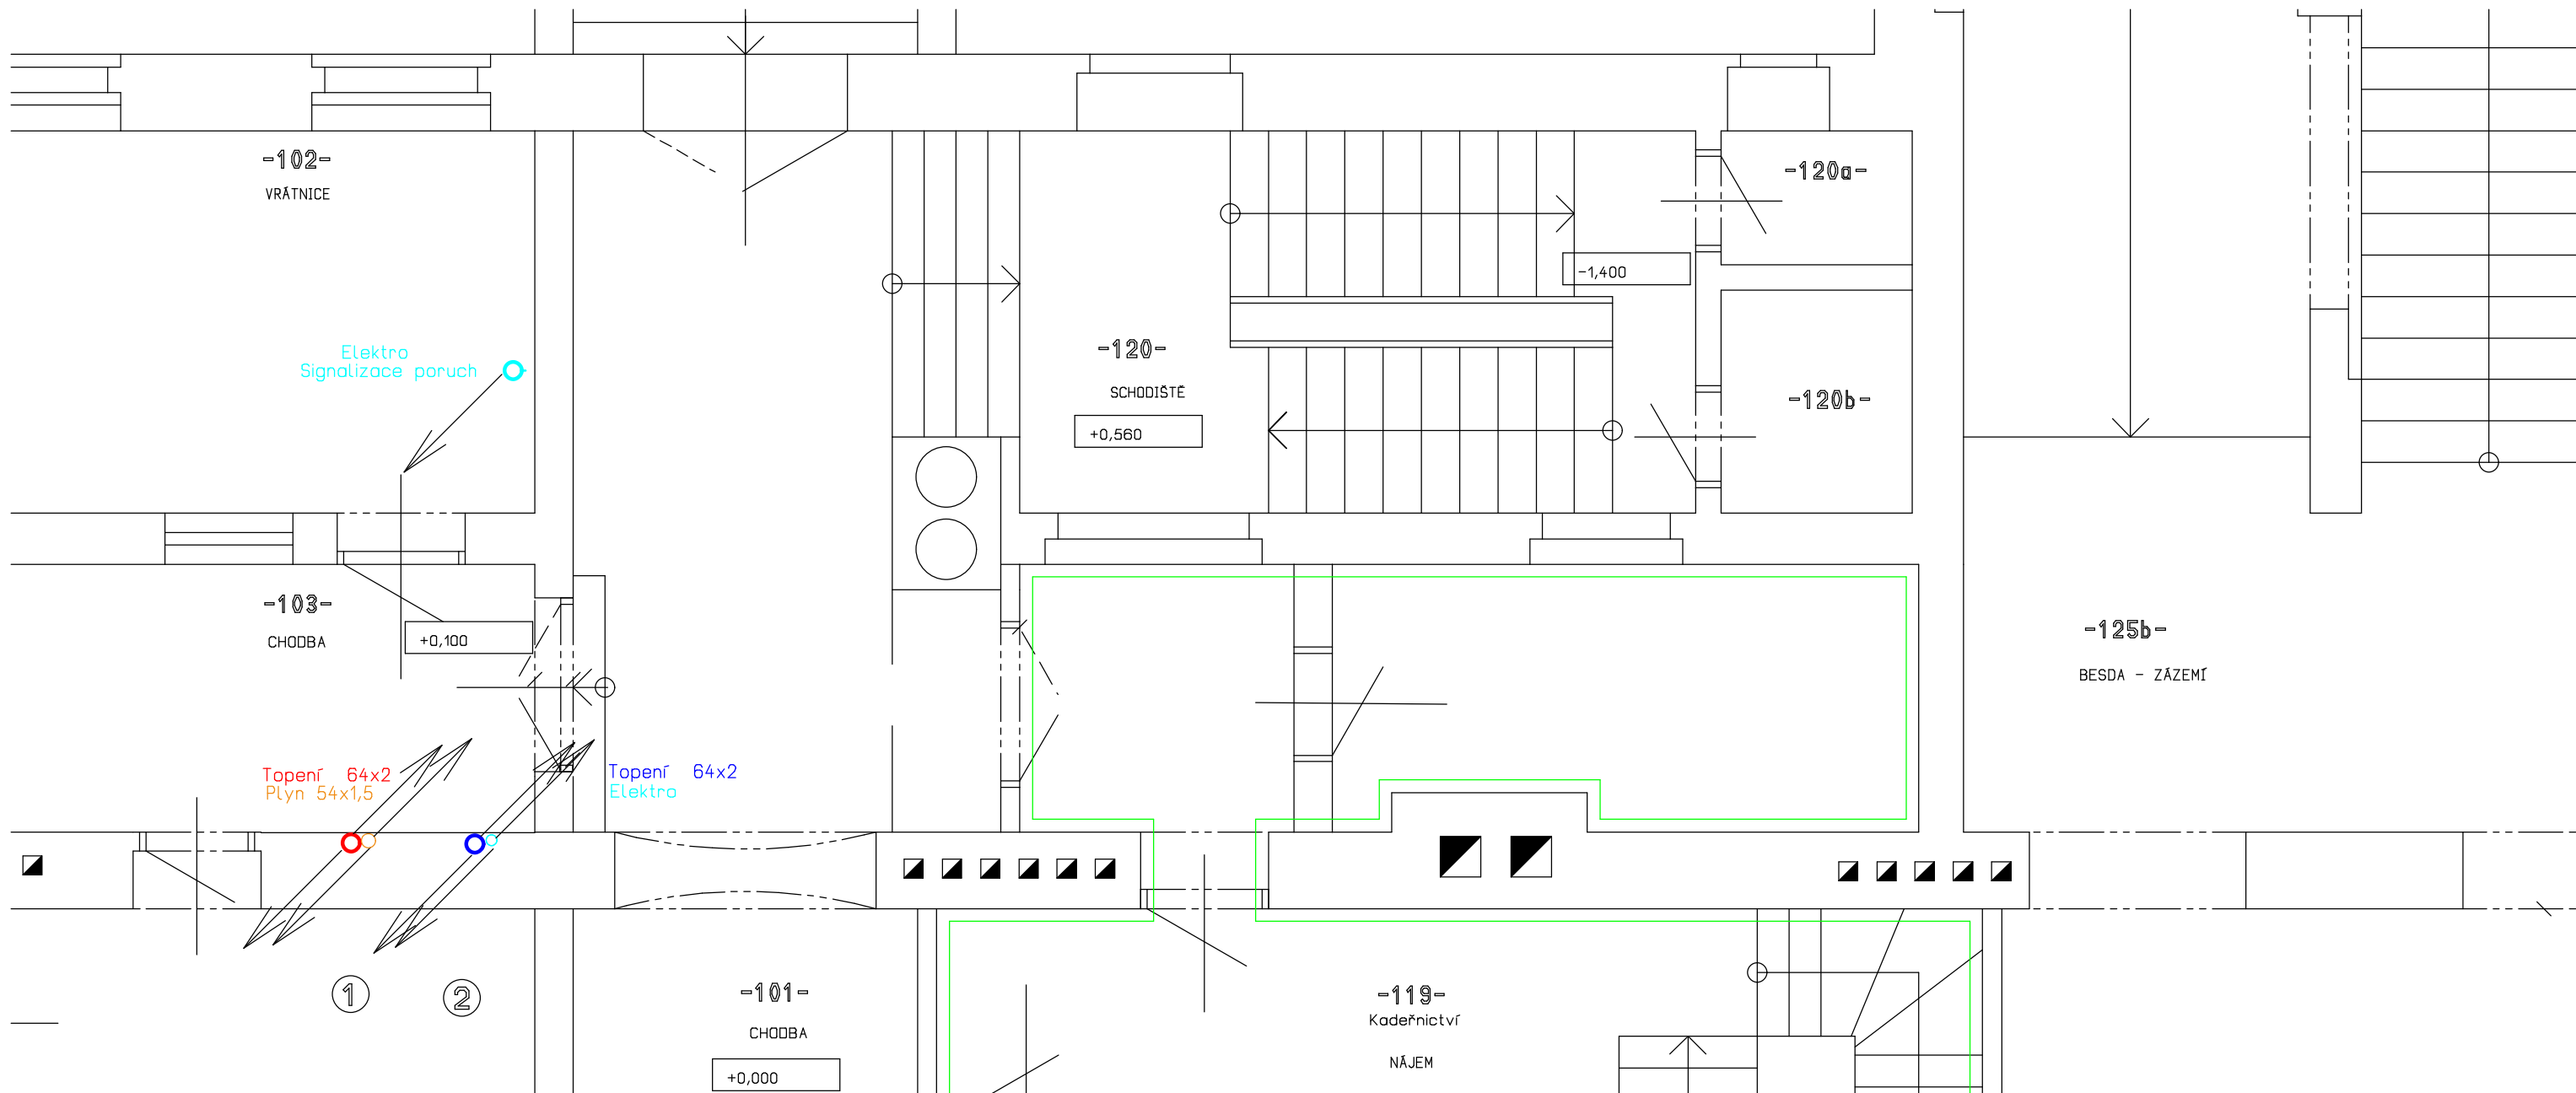 -102-
VRÁTNICE
-120a-
-1,400
Elektro
Signalizace poruch
-120-
SCHODIŠTĚ
+0,560
-120b-
-103-
CHODBA
+0,100
-125b-
BESDA - ZÁZEMÍ
Topení 64x2
Plyn 54x1,5
Topení 64x2
Elektro
1
2
-101-
CHODBA
+0,000
-119-
Kadeřnictví
NÁJEM